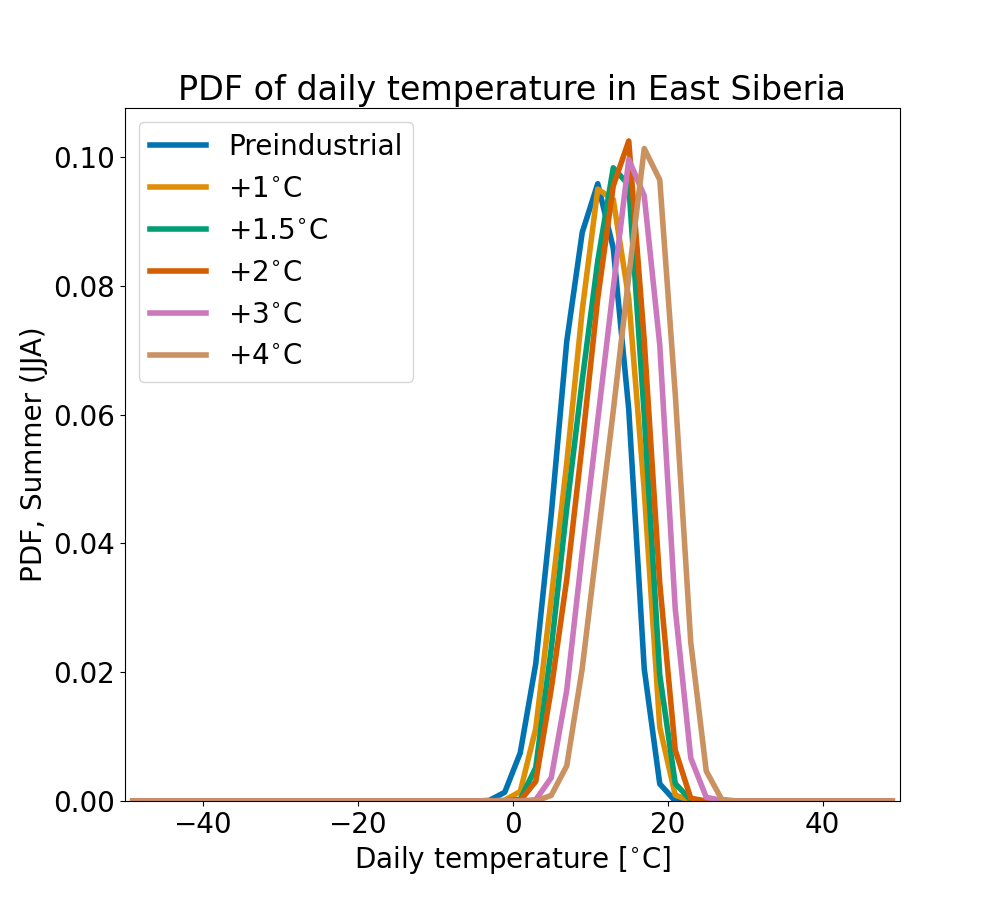 PDF of daily temperature in East Siberia
Preindustrial
+1°C
+1.5°C
+2°C
+3°C
+4°C
PDF, Summer (JJA)
0.10
0.08
0.06
0.04
0.02
0.00
−40
−20
0
20
40
Daily temperature [°C]